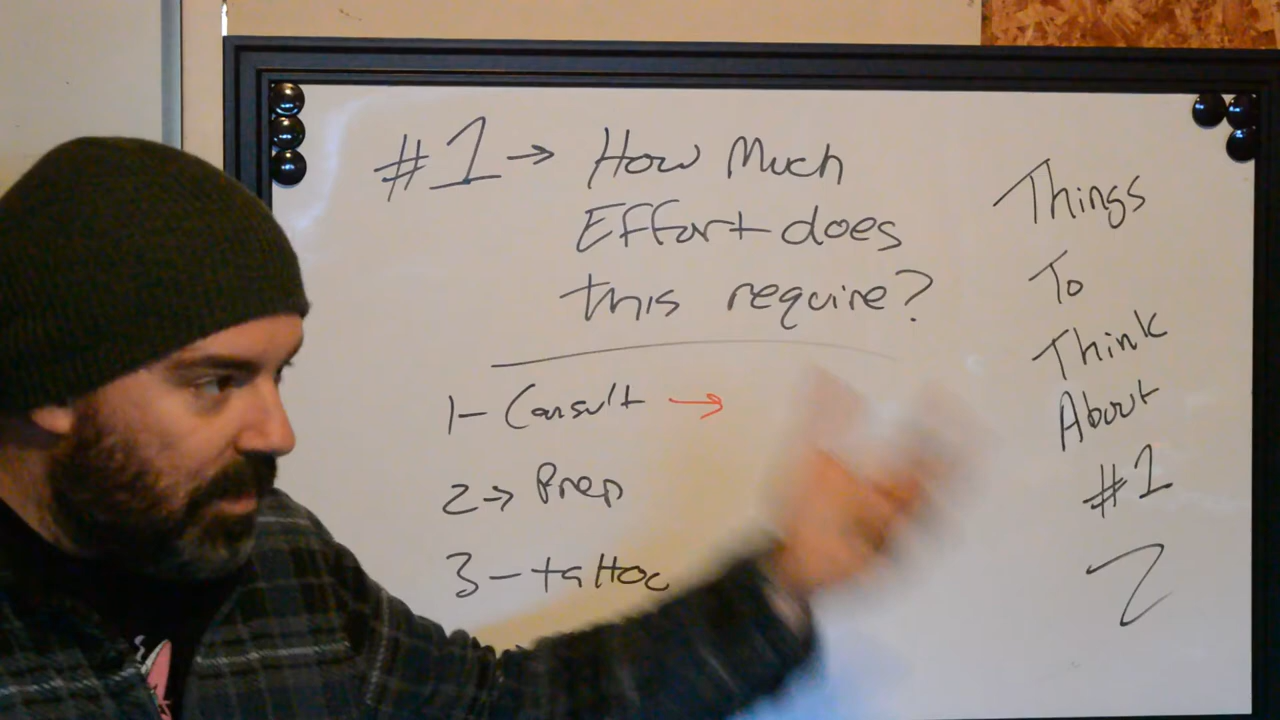 #1 → How Much
Effort does
this require?
1- Consult →
2→ Prep
3- tattoo
Things
To
Think
About
#1
2